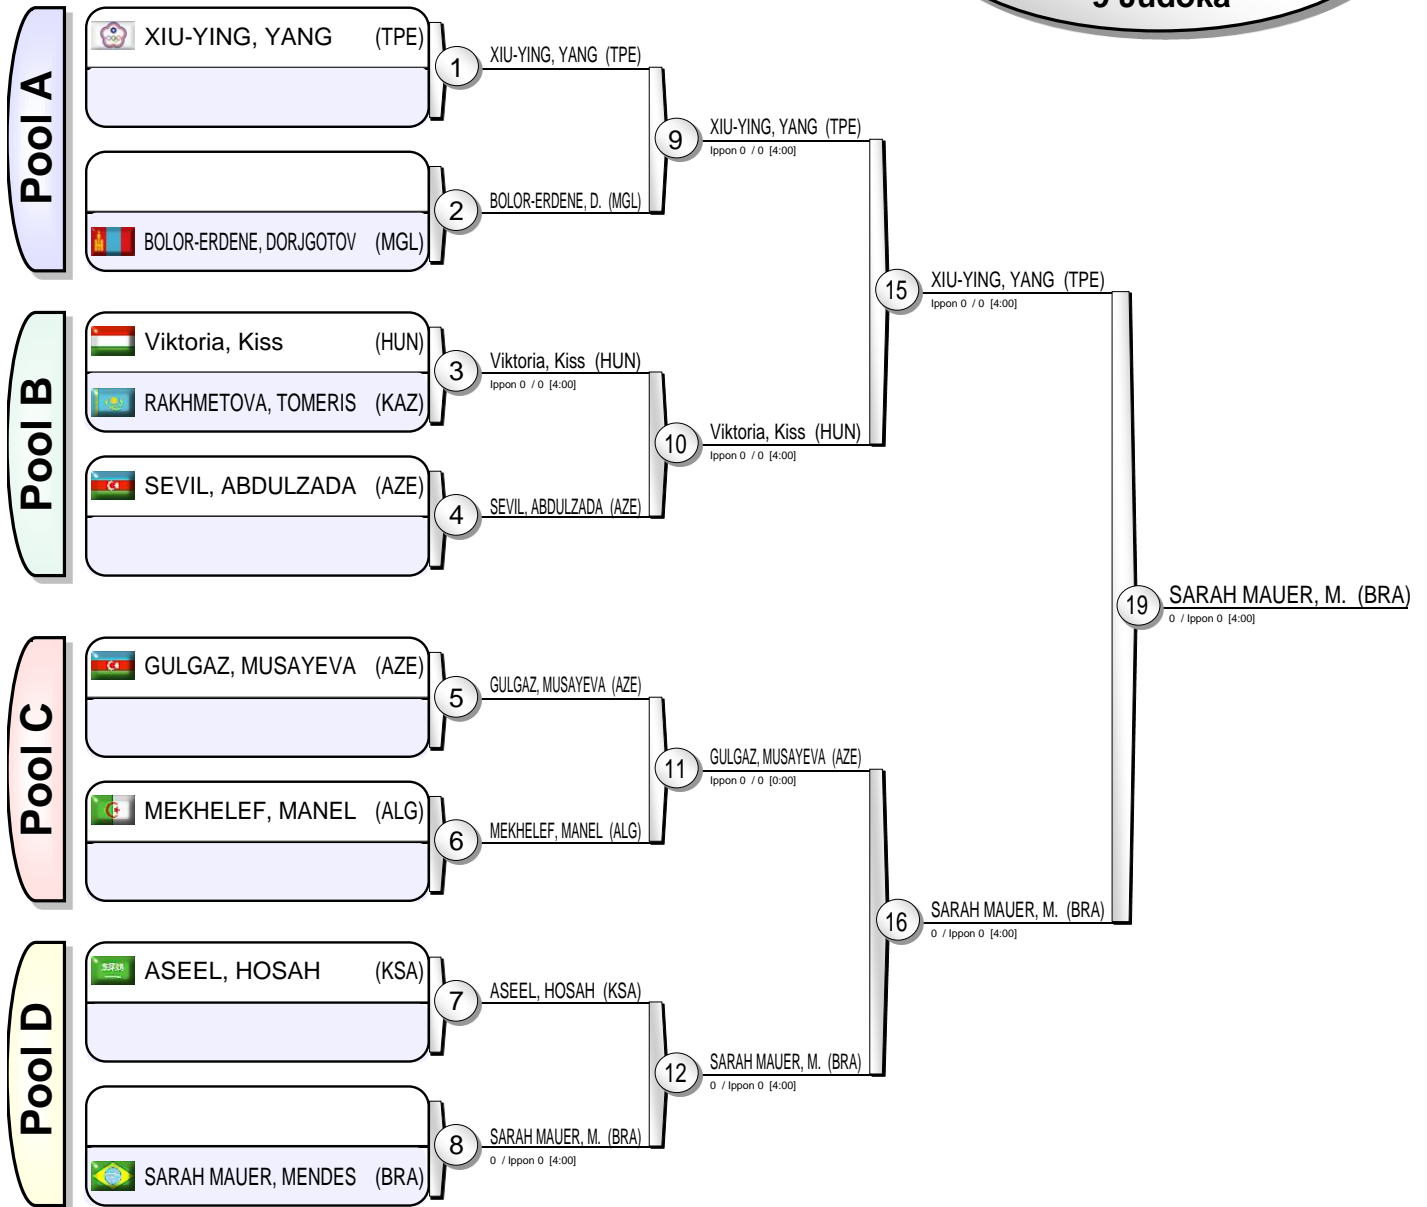 9 Judoka
Pool A
XIU-YING, YANG (TPE)
1
XIU-YING, YANG (TPE)
9
XIU-YING, YANG (TPE)
Ippon 0 / 0 [4:00]
2
BOLOR-ERDENE, D. (MGL)
BOLOR-ERDENE, DORJGOTOV (MGL)
15
XIU-YING, YANG (TPE)
Ippon 0 / 0 [4:00]
Pool B
Viktoria, Kiss (HUN)
3
Viktoria, Kiss (HUN)
Ippon 0 / 0 [4:00]
RAKHMETOVA, TOMERIS (KAZ)
10
Viktoria, Kiss (HUN)
Ippon 0 / 0 [4:00]
SEVIL, ABDULZADA (AZE)
4
SEVIL, ABDULZADA (AZE)
19
SARAH MAUER, M. (BRA)
0 / Ippon 0 [4:00]
Pool C
GULGAZ, MUSAYEVA (AZE)
5
GULGAZ, MUSAYEVA (AZE)
11
GULGAZ, MUSAYEVA (AZE)
Ippon 0 / 0 [0:00]
MEKHELEF, MANEL (ALG)
6
MEKHELEF, MANEL (ALG)
16
SARAH MAUER, M. (BRA)
0 / Ippon 0 [4:00]
Pool D
ASEEL, HOSAH (KSA)
7
ASEEL, HOSAH (KSA)
12
SARAH MAUER, M. (BRA)
0 / Ippon 0 [4:00]
8
SARAH MAUER, M. (BRA)
0 / Ippon 0 [4:00]
SARAH MAUER, MENDES (BRA)